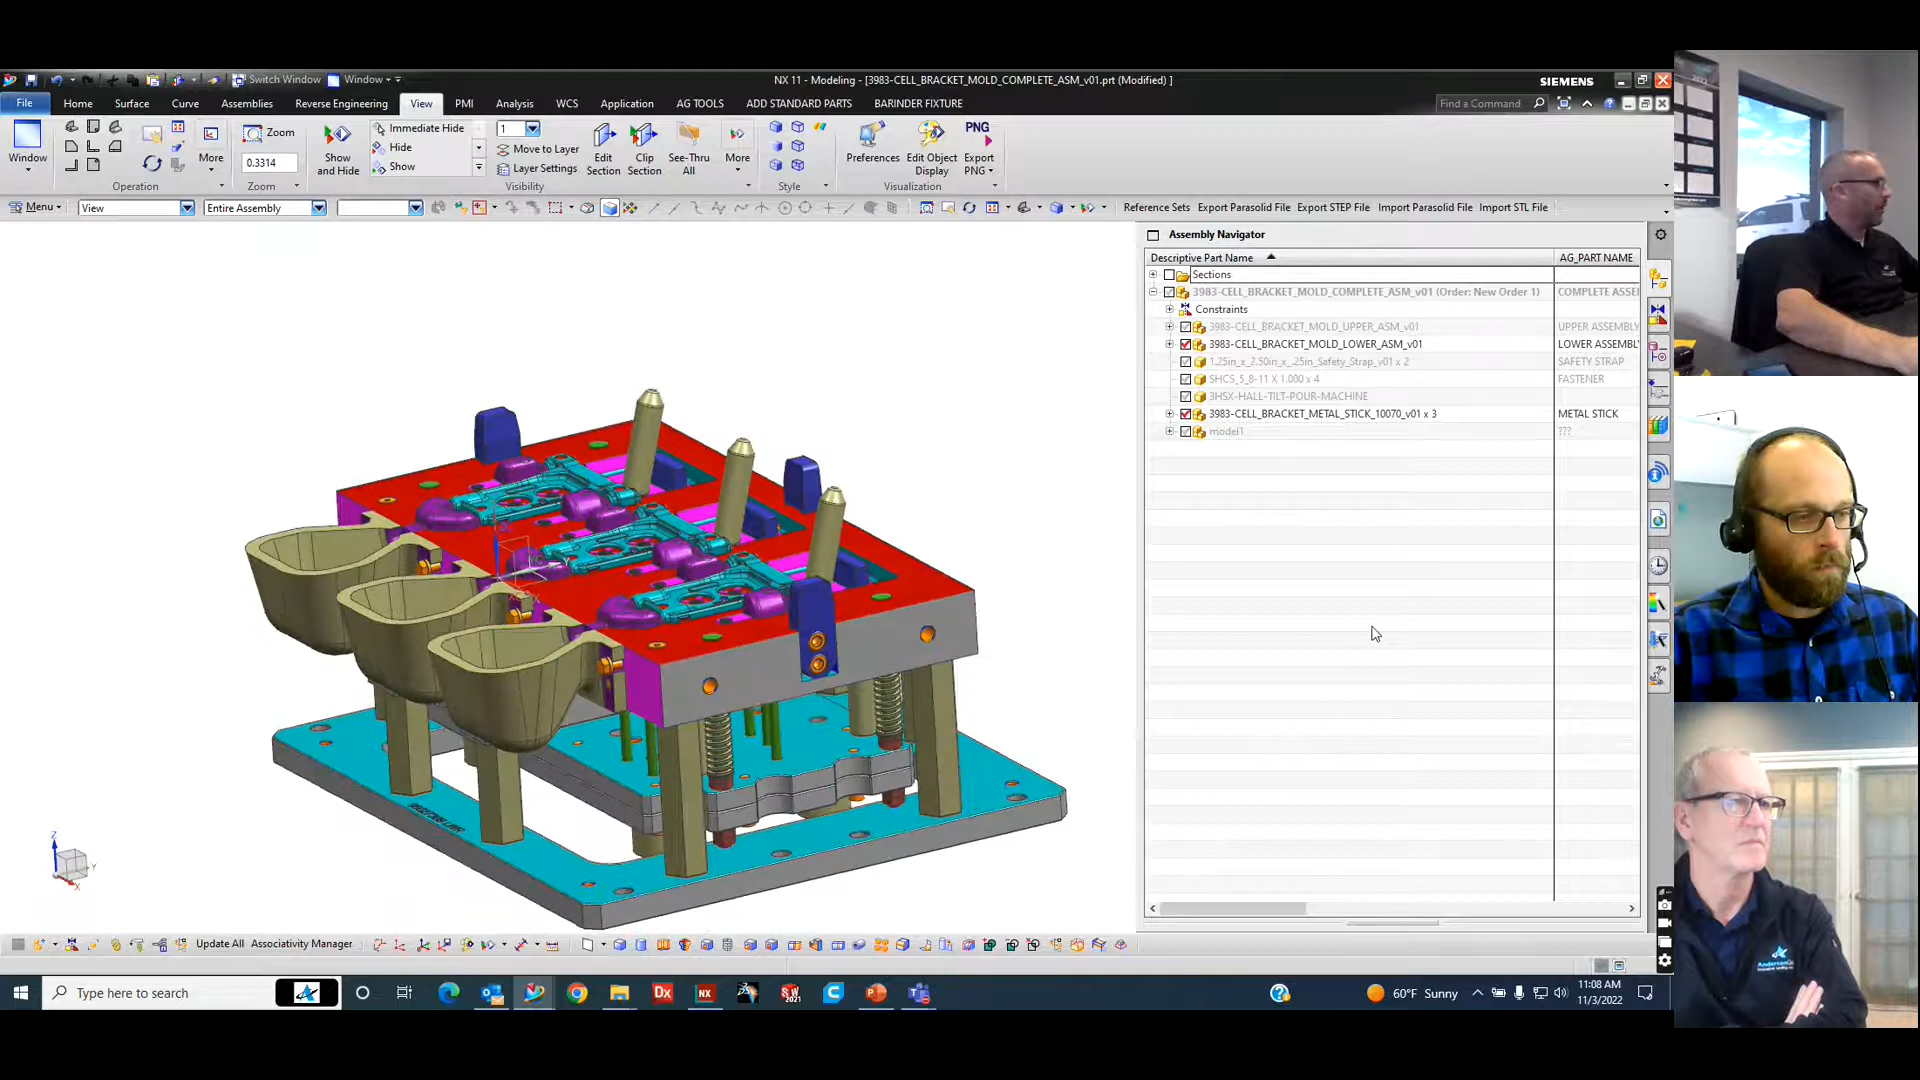 Switch Window Window
NX 11 - Modeling - [3983-CELL_BRACKET_MOLD_COMPLETE_ASM_v01.prt (Modified) ]
SIEMENS
File Home Surface Curve Assemblies Reverse Engineering View PMI Analysis WCS Application AG TOOLS ADD STANDARD PARTS BARINDER FIXTURE
Find a Command
Window
More
Zoom
0.3314
Show and Hide
Immediate Hide
Hide
Show
1
Move to Layer
Layer Settings
Edit Section
Clip Section
See-Thru All
More
Preferences
Edit Object Display
PNG
Export PNG
Operation Zoom Visibility Style Visualization
Menu View Entire Assembly
Reference Sets Export Parasolid File Export STEP File Import Parasolid File Import STL File
Assembly Navigator
Descriptive Part Name AG_PART NAME
Sections
3983-CELL_BRACKET_MOLD_COMPLETE_ASM_v01 (Order: New Order 1) COMPLETE ASSE
Constraints
3983-CELL_BRACKET_MOLD_UPPER_ASM_v01 UPPER ASSEMBLY
3983-CELL_BRACKET_MOLD_LOWER_ASM_v01 LOWER ASSEMBLY
1.25in_x_2.50in_x_.25in_Safety_Strap_v01 x 2 SAFETY STRAP
SHCS_5_8-11 X 1.000 x 4 FASTENER
3HSX-HALL-TILT-POUR-MACHINE
3983-CELL_BRACKET_METAL_STICK_10070_v01 x 3 METAL STICK
model1 ???
Z
Y
X
Update All Associativity Manager
Type here to search
Dx
NX
SW
2021
60°F Sunny
11:08 AM
11/3/2022